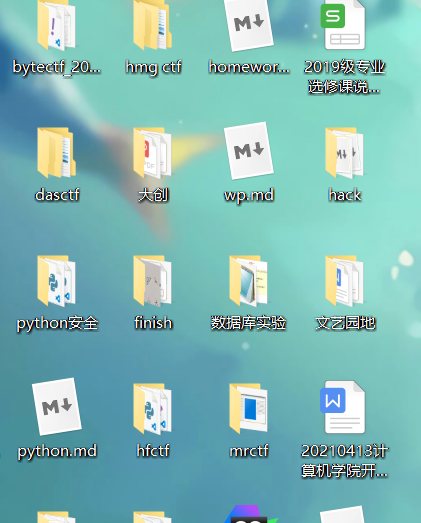 bytectf_20...
hmg ctf
homewor...
2019级专业
选修课说...
dasctf
大创
wp.md
hack
python安全
finish
数据库实验
文艺园地
python.md
hfctf
mrctf
20210413计
算机学院开...